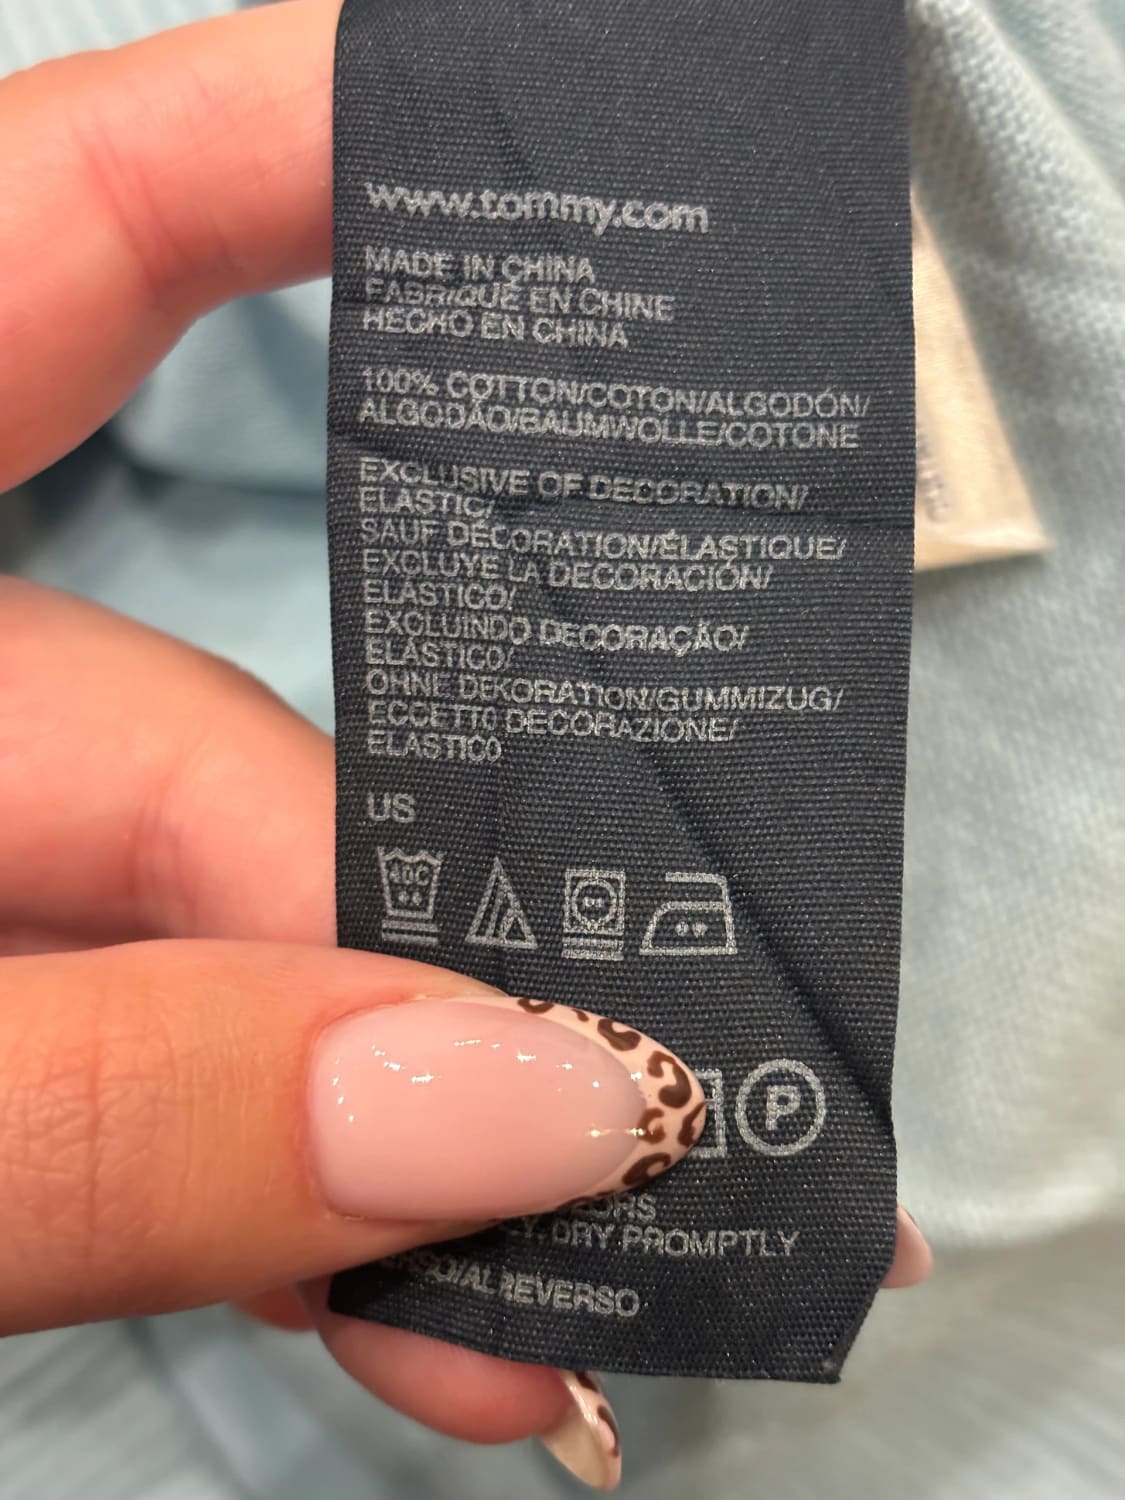 www.tommy.com
MADE IN CHINA
FABRIQUÉ EN CHINE
HECHO EN CHINA
100% COTTON/COTON/ALGODÓN/
ALGODÃO/BAUMWOLLE/COTONE
EXCLUSIVE OF DECORATION/
ELASTIC/
SAUF DÉCORATION/ÉLASTIQUE/
EXCLUYE LA DECORACIÓN/
ELÁSTICO/
EXCLUINDO DECORAÇÃO/
ELÁSTICO/
OHNE DEKORATION/GUMMIZUG/
ECCETTO DECORAZIONE/
ELASTICO
US
40C
P
DRY PROMPTLY
REVERSO